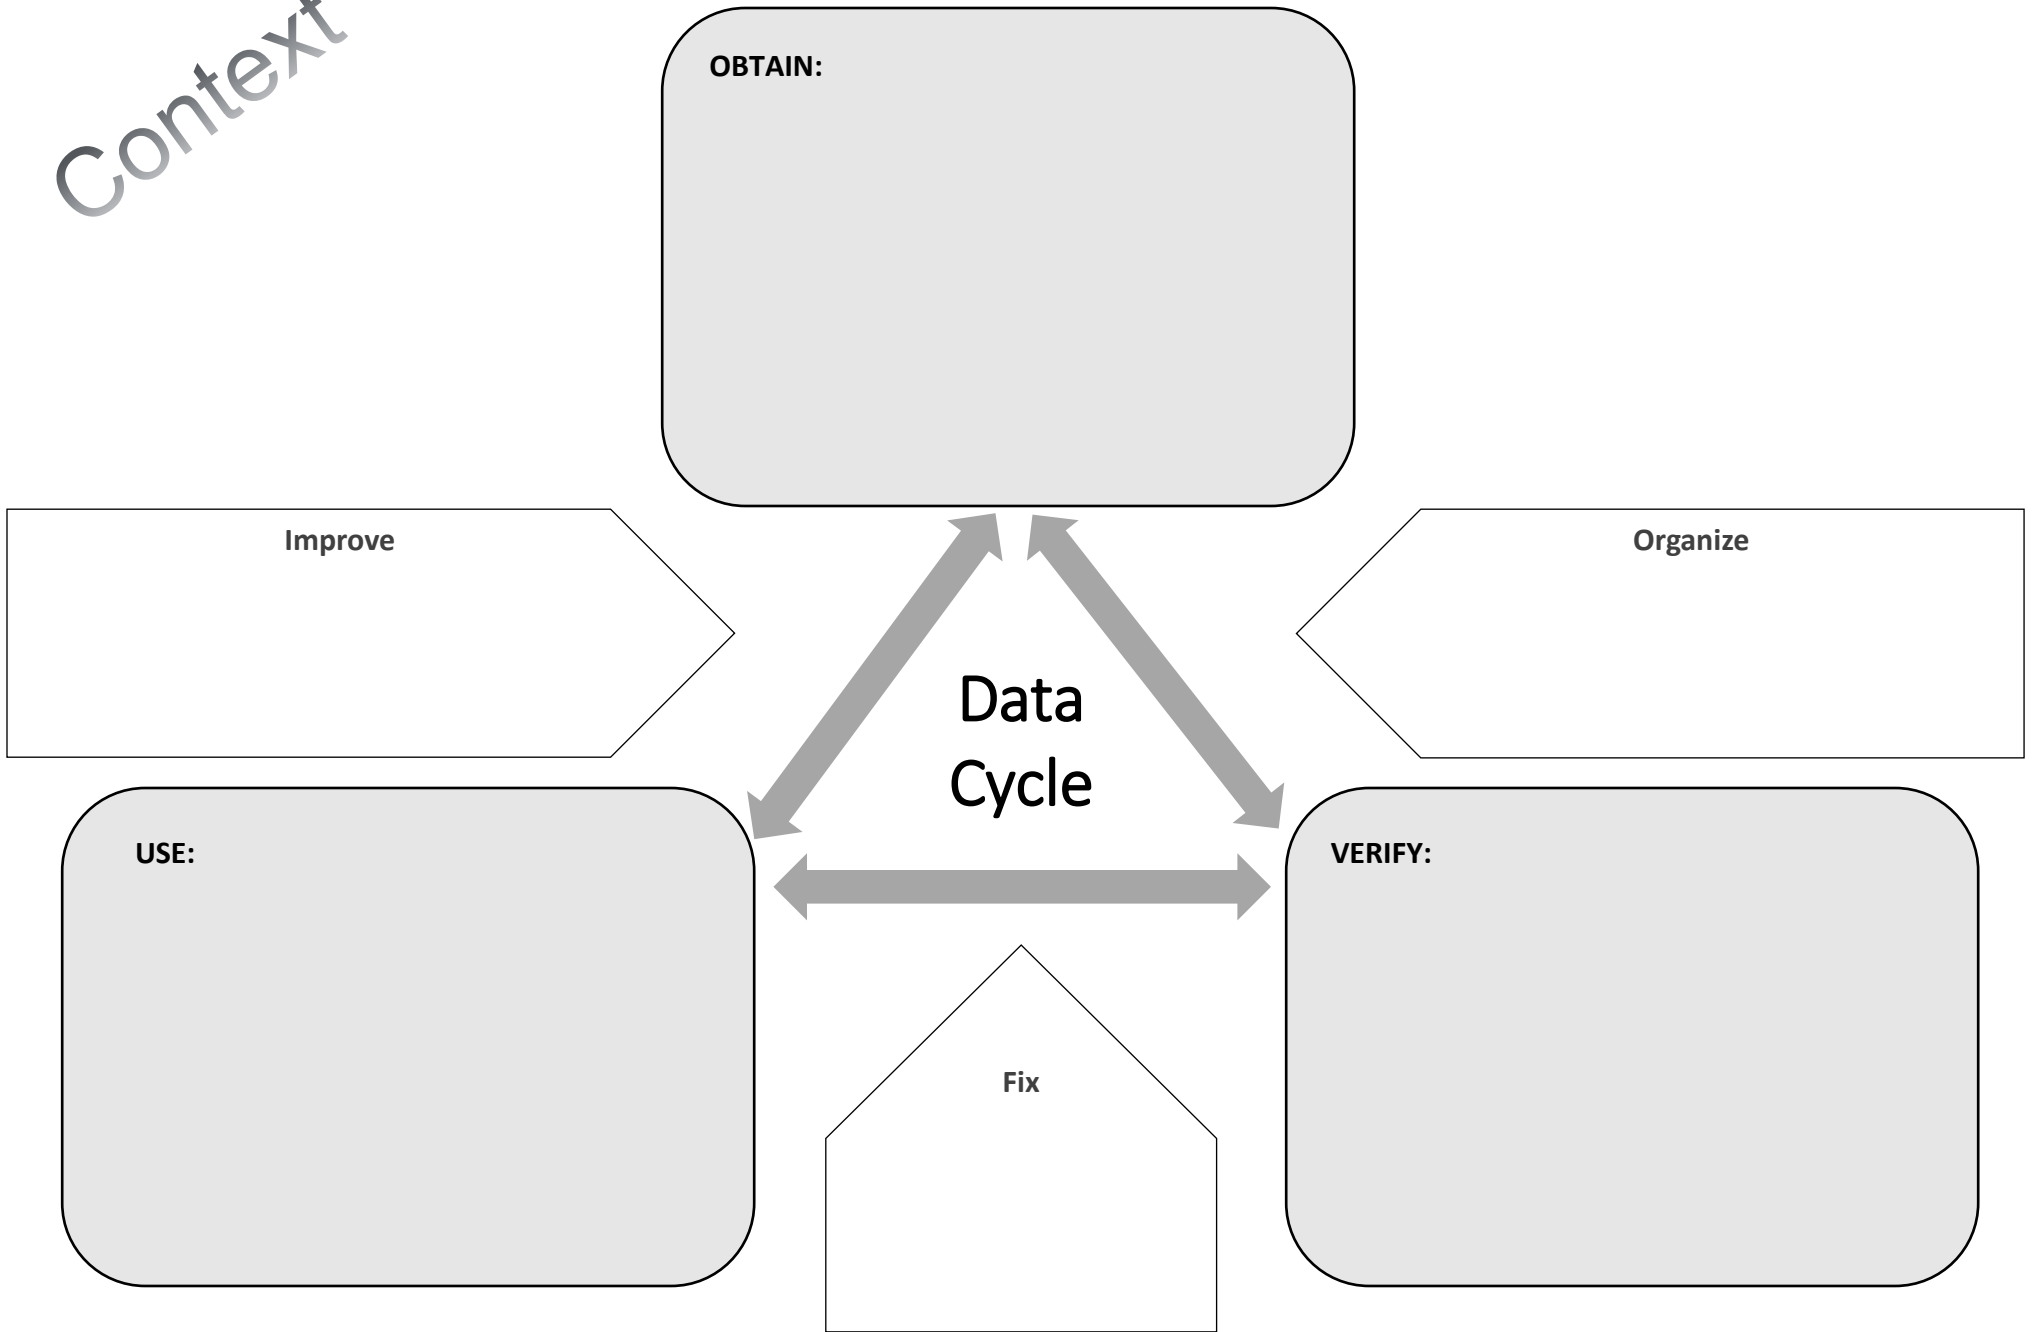 Context
OBTAIN:
Improve
Organize
Data
Cycle
USE:
VERIFY:
Fix